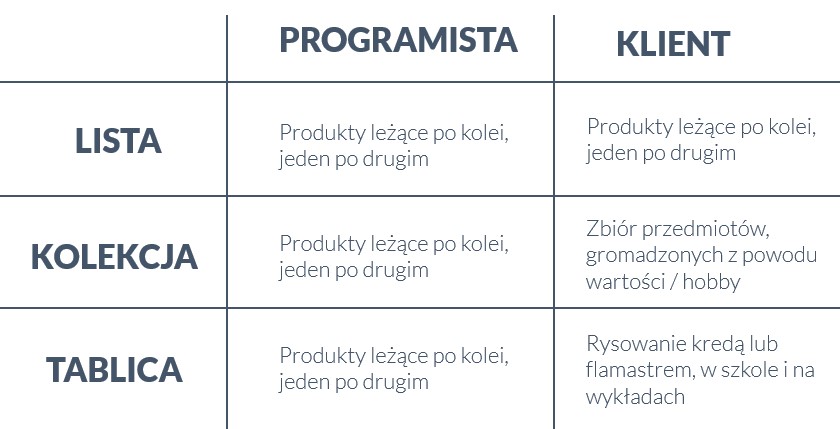 PROGRAMISTA
KLIENT
LISTA
Produkty leżące po kolei,
jeden po drugim
Produkty leżące po kolei,
jeden po drugim
KOLEKCJA
Produkty leżące po kolei,
jeden po drugim
Zbiór przedmiotów,
gromadzonych z powodu
wartości / hobby
TABLICA
Produkty leżące po kolei,
jeden po drugim
Rysowanie kredą lub
flamastrem, w szkole i na
wykładach